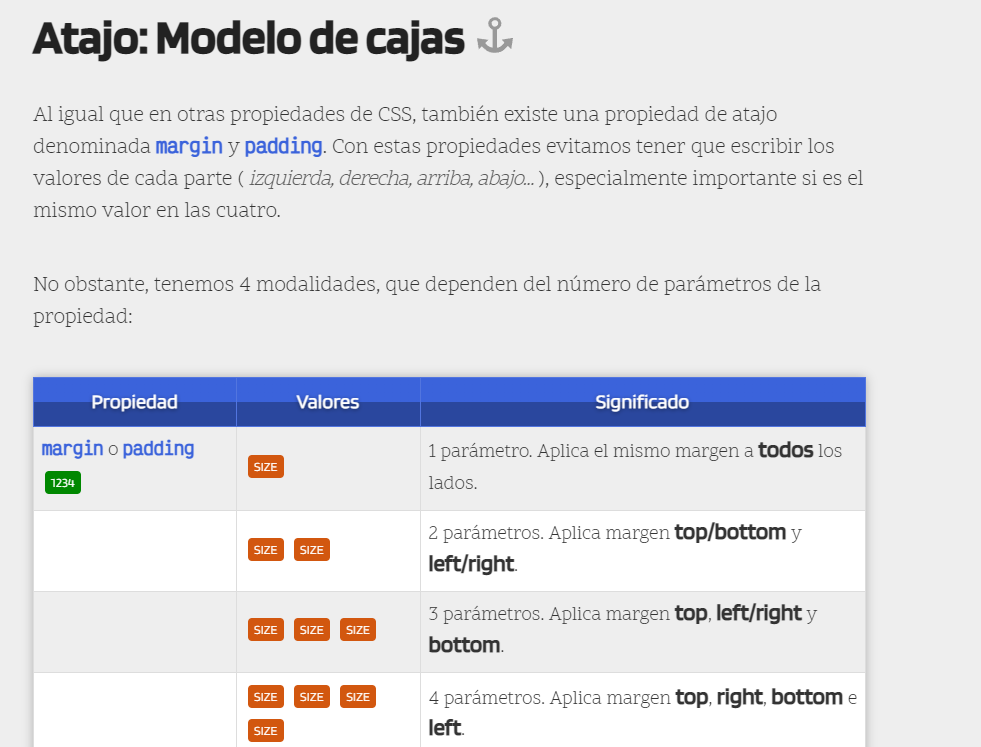 Atajo: Modelo de cajas
Al igual que en otras propiedades de CSS, también existe una propiedad de atajo
denominada margin y padding. Con estas propiedades evitamos tener que escribir los
valores de cada parte ( izquierda, derecha, arriba, abajo... ), especialmente importante si es el
mismo valor en las cuatro.
No obstante, tenemos 4 modalidades, que dependen del número de parámetros de la
propiedad:
Propiedad Valores Significado
margin o padding
1234
SIZE
1 parámetro. Aplica el mismo margen a todos los
lados.
SIZE SIZE
2 parámetros. Aplica margen top/bottom y
left/right.
SIZE SIZE SIZE
3 parámetros. Aplica margen top, left/right y
bottom.
SIZE SIZE SIZE
SIZE
4 parámetros. Aplica margen top, right, bottom e
left.